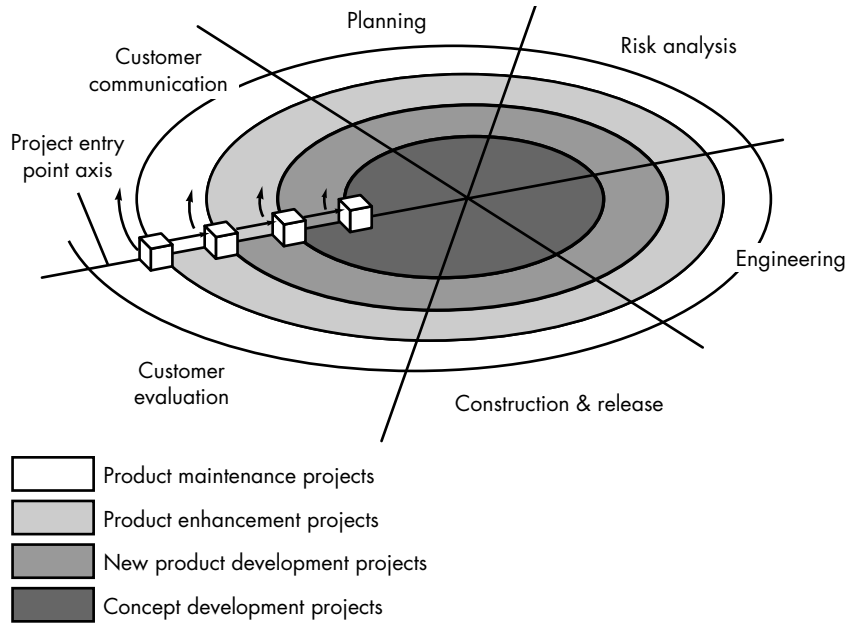 Planning
Risk analysis
Customer
communication
Project entry
point axis
Engineering
Customer
evaluation
Construction & release
Product maintenance projects
Product enhancement projects
New product development projects
Concept development projects